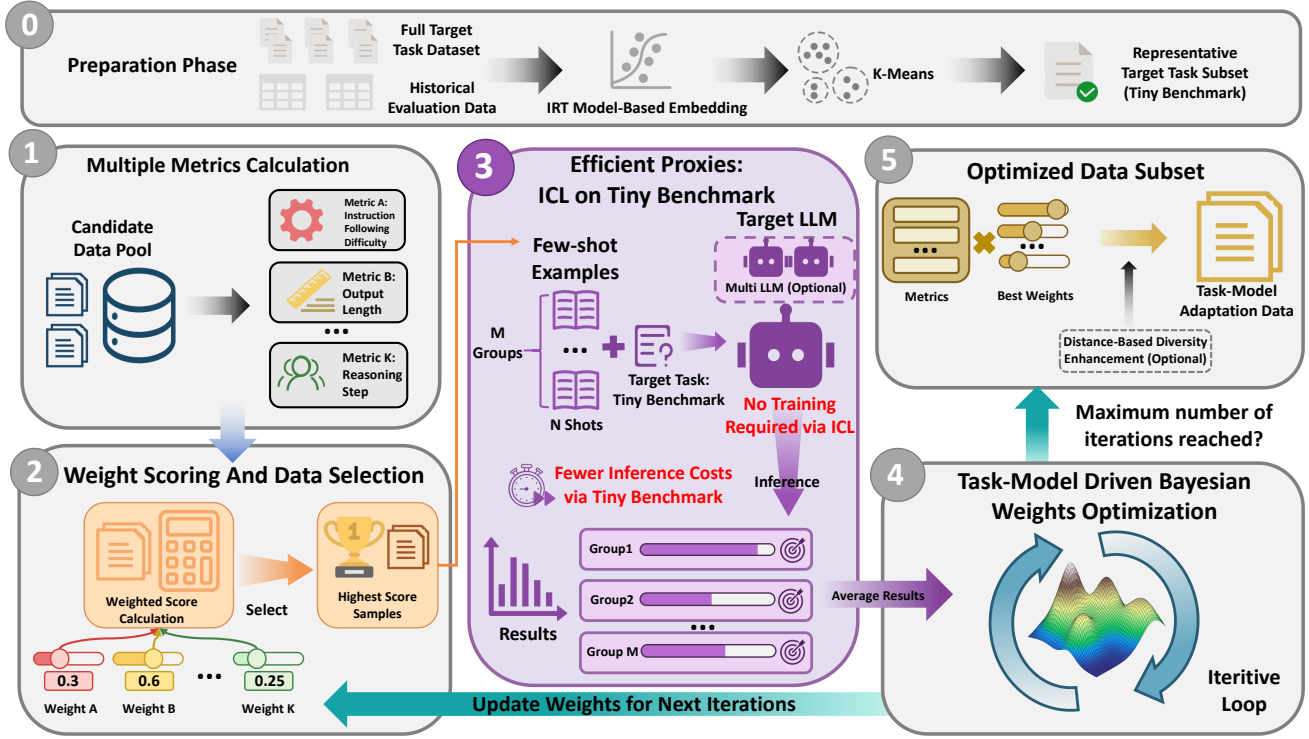 0
Preparation Phase
Full Target
Task Dataset
Historical
Evaluation Data
IRT Model-Based Embedding
K-Means
Representative
Target Task Subset
(Tiny Benchmark)
1
Multiple Metrics Calculation
Candidate
Data Pool
Metric A:
Instruction
Following
Difficulty
Metric B:
Output
Length
...
Metric K:
Reasoning
Step
2
Weight Scoring And Data Selection
Weighted Score
Calculation
Select
1
Highest Score
Samples
0.3
0.6
...
0.25
Weight A
Weight B
Weight K
3
Efficient Proxies:
ICL on Tiny Benchmark
Few-shot
Examples
M
Groups
...
N Shots
Target Task:
Tiny Benchmark
Target LLM
Multi LLM (Optional)
No Training
Required via ICL
Fewer Inference Costs
via Tiny Benchmark
Inference
Results
Group1
Group2
...
Group M
Average Results
4
Task-Model Driven Bayesian
Weights Optimization
Iteritive
Loop
Update Weights for Next Iterations
Maximum number of
iterations reached?
5
Optimized Data Subset
...
Metrics
...
Best Weights
Task-Model
Adaptation Data
Distance-Based Diversity
Enhancement (Optional)